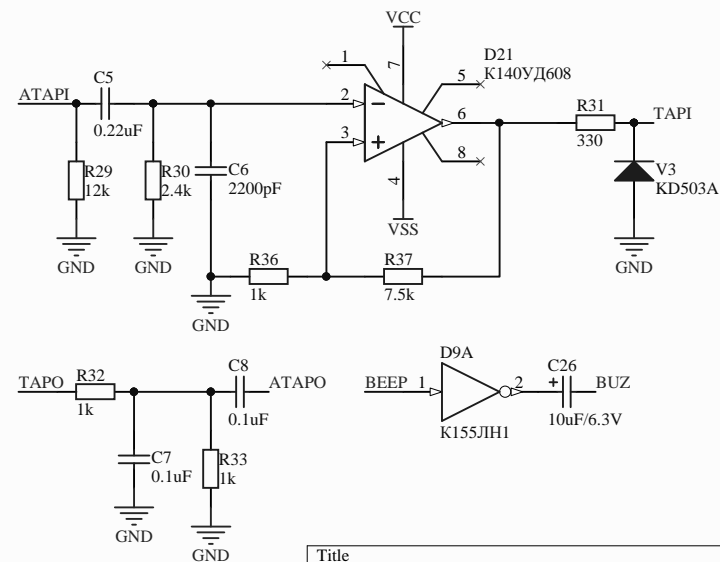 VCC
1
7
D21
К140УД608
C5
5
ATAPI
2
6
R31
TAPI
0.22uF
3
330
R29
12k
R30
2.4k
C6
2200pF
8
V3
KD503A
4
VSS
GND
GND
GND
R36
R37
1k
7.5k
GND
D9A
C8
TAPO
R32
ATAPO
BEEP
1
2
C26
+
BUZ
1k
0.1uF
10uF/6.3V
К155ЛН1
C7
0.1uF
R33
1k
GND
GND
Title